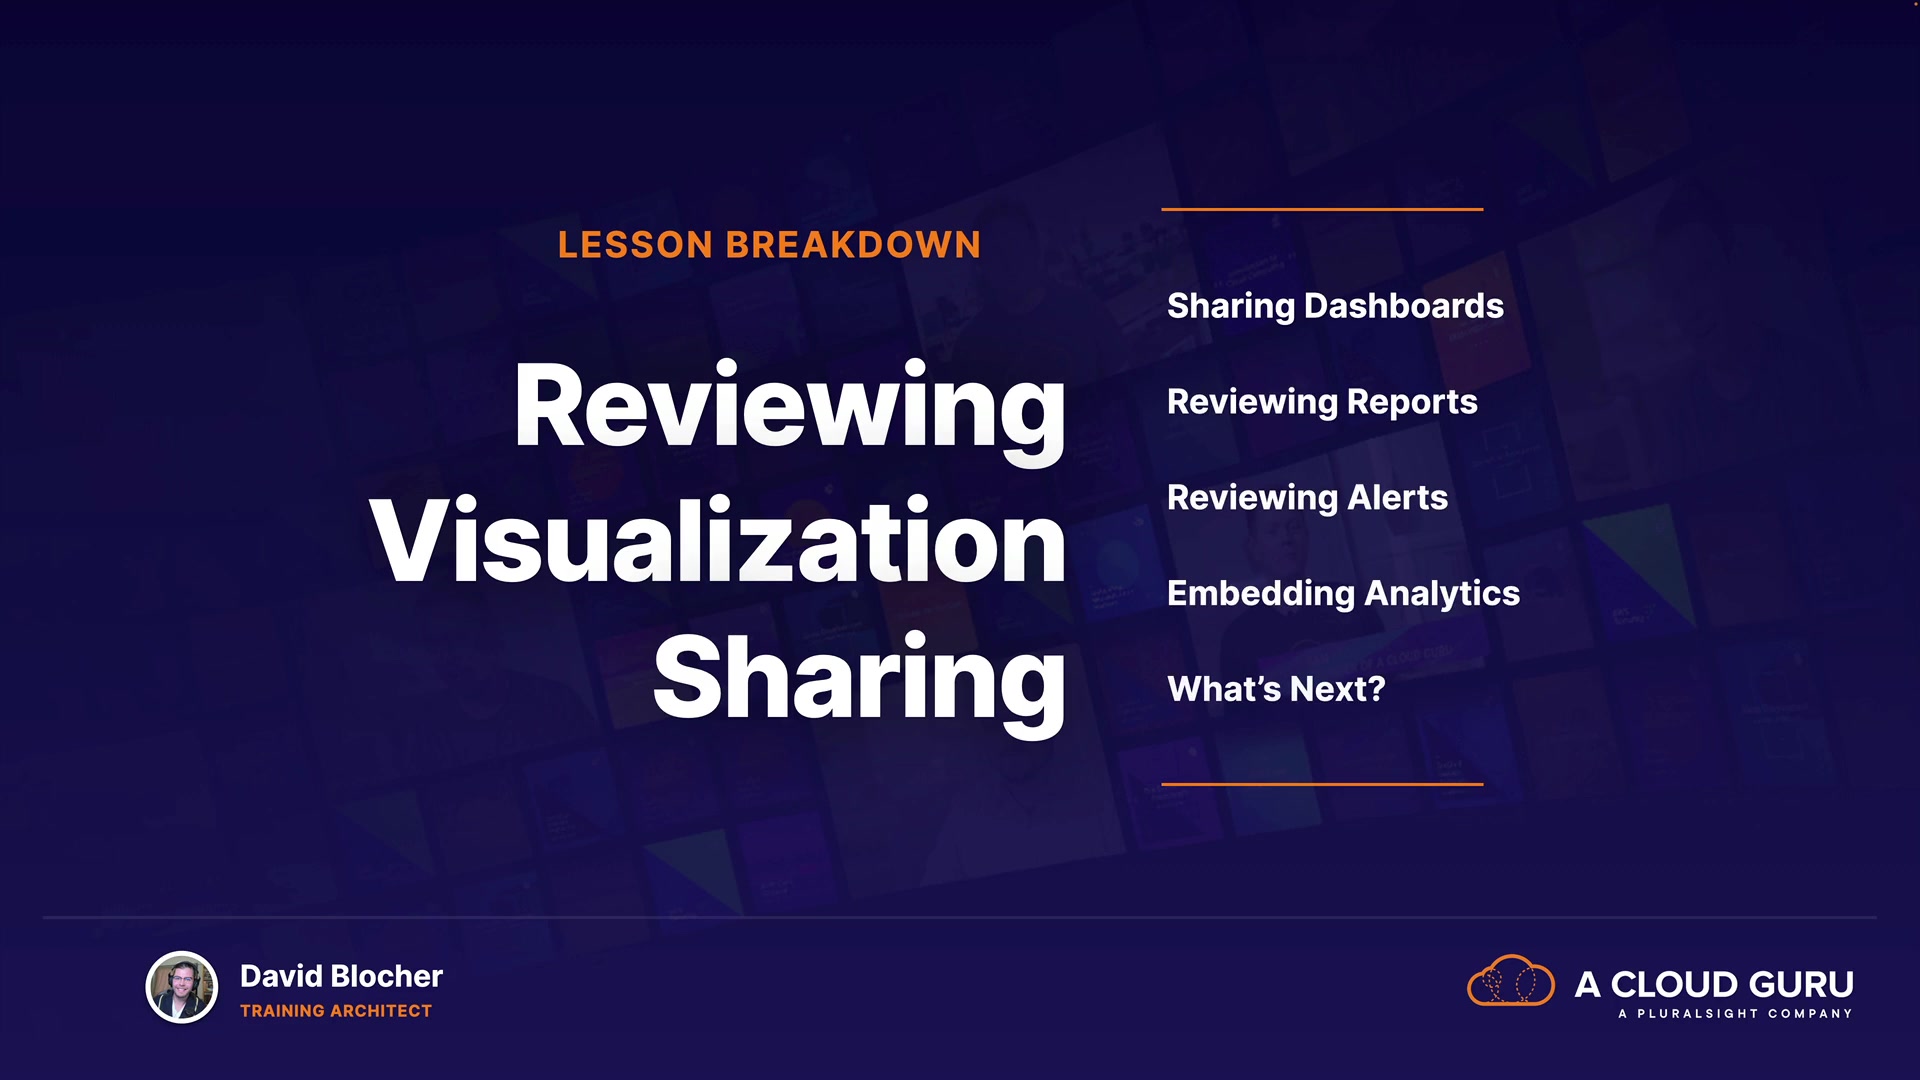 LESSON BREAKDOWN
Reviewing
Visualization
Sharing
Sharing Dashboards
Reviewing Reports
Reviewing Alerts
Embedding Analytics
What’s Next?
David Blocher
TRAINING ARCHITECT
A CLOUD GURU
A PLURALSIGHT COMPANY